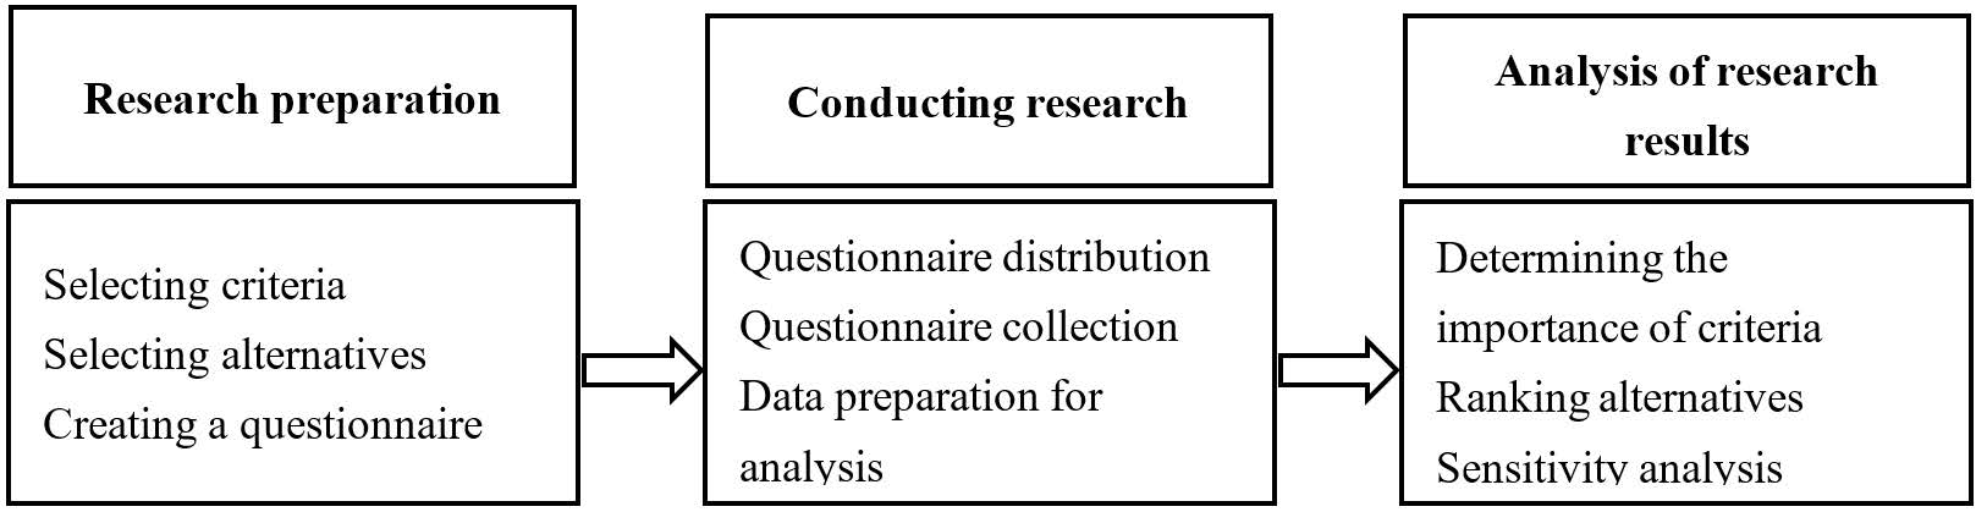 Research preparation
Selecting criteria
Selecting alternatives
Creating a questionnaire
Conducting research
Questionnaire distribution
Questionnaire collection
Data preparation for
analysis
Analysis of research
results
Determining the
importance of criteria
Ranking alternatives
Sensitivity analysis